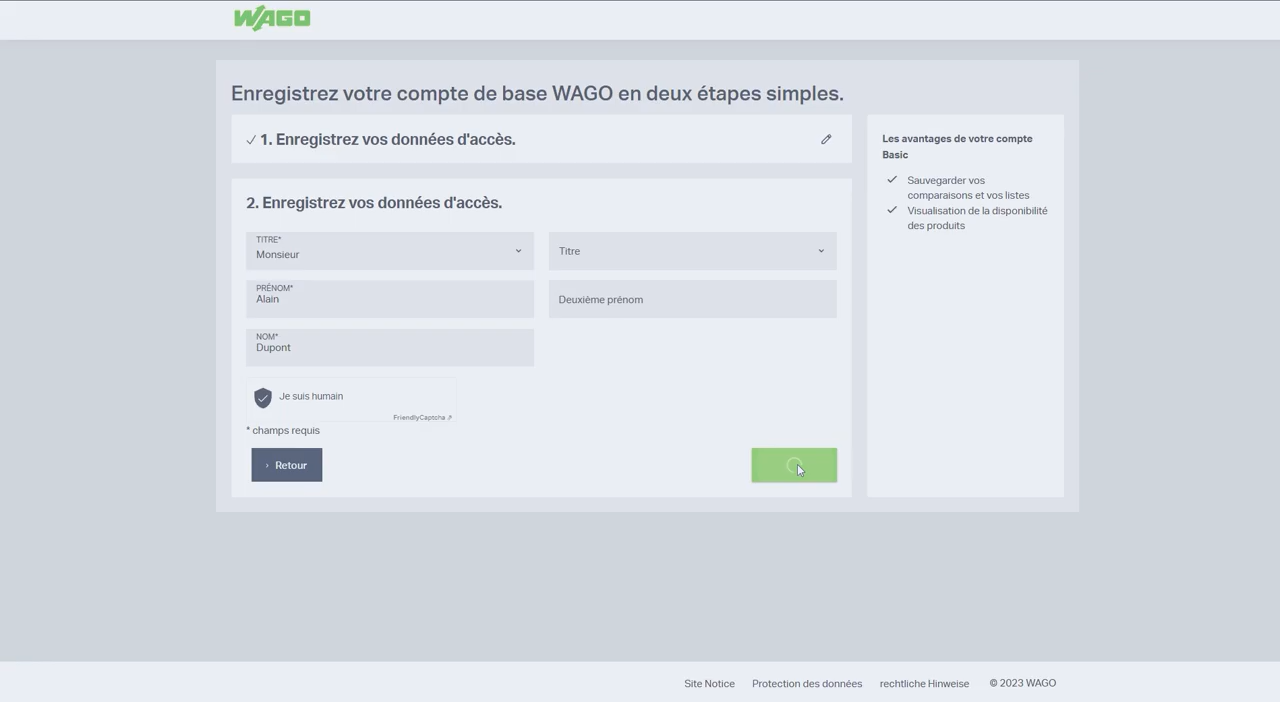 WAGO
Enregistrez votre compte de base WAGO en deux étapes simples.
1. Enregistrez vos données d'accès.
2. Enregistrez vos données d'accès.
TITRE*
Monsieur
Titre
PRÉNOM*
Alain
Deuxième prénom
NOM*
Dupont
Je suis humain
FriendlyCaptcha ↗
* champs requis
› Retour
Les avantages de votre compte
Basic
Sauvegarder vos
comparaisons et vos listes
Visualisation de la disponibilité
des produits
Site Notice Protection des données rechtliche Hinweise © 2023 WAGO